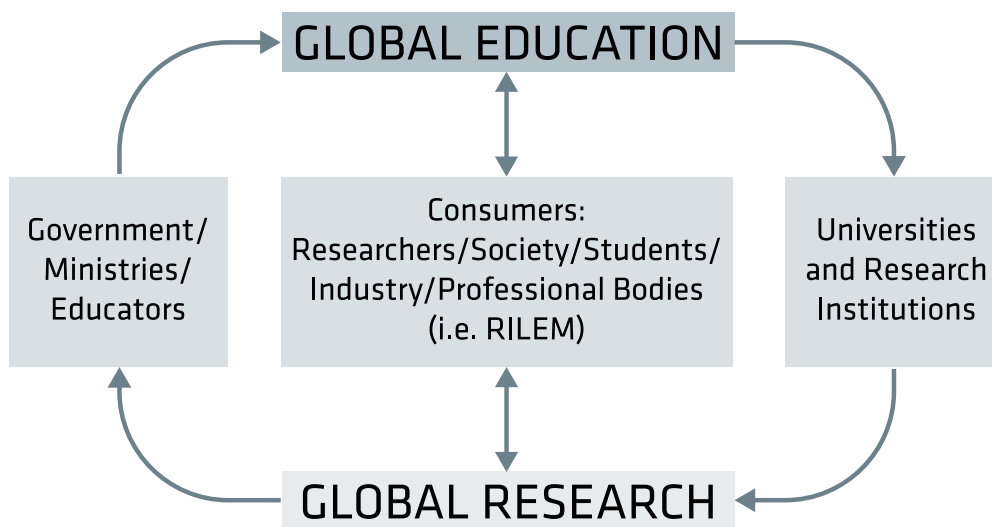 GLOBAL EDUCATION
Government/
Ministries/
Educators
Consumers:
Researchers/Society/Students/
Industry/Professional Bodies
(i.e. RILEM)
Universities
and Research
Institutions
GLOBAL RESEARCH